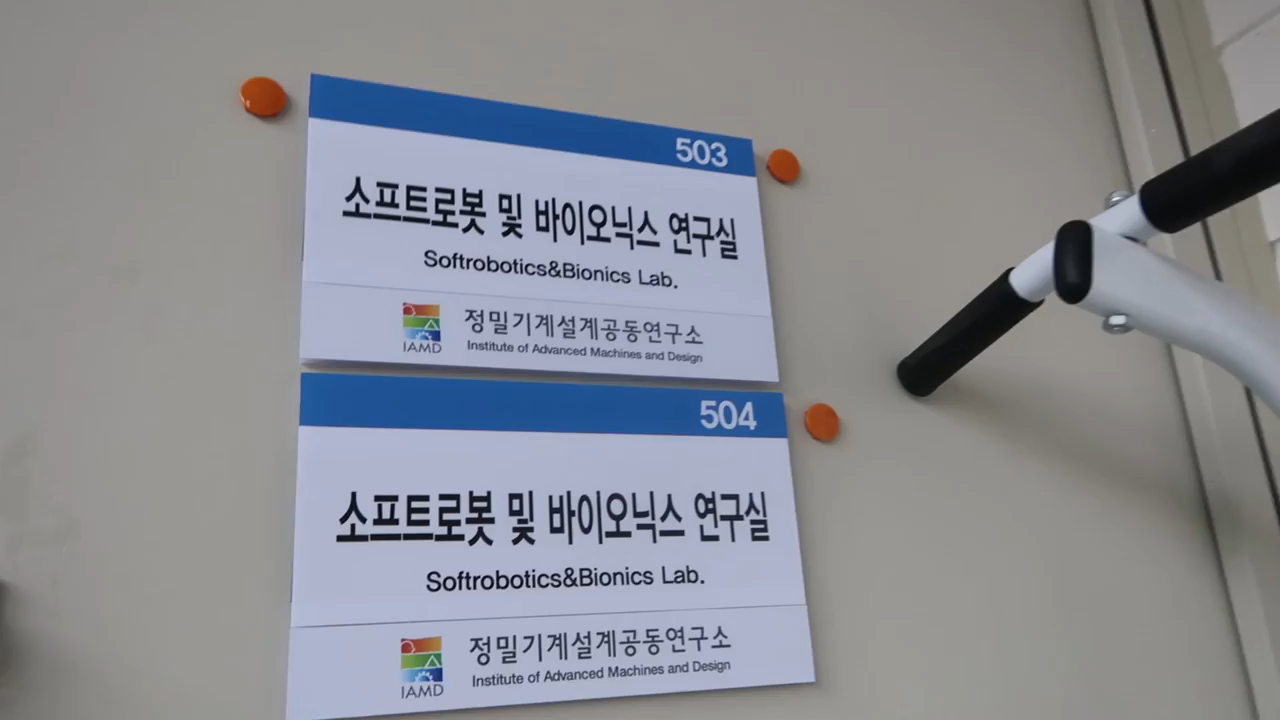 503
소프트로봇 및 바이오닉스 연구실
Softrobotics&Bionics Lab.
IAMD
정밀기계설계공동연구소
Institute of Advanced Machines and Design
504
소프트로봇 및 바이오닉스 연구실
Softrobotics&Bionics Lab.
IAMD
정밀기계설계공동연구소
Institute of Advanced Machines and Design